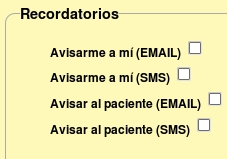 Recordatorios
Avisarme a mí (EMAIL)
Avisarme a mí (SMS)
Avisar al paciente (EMAIL)
Avisar al paciente (SMS)